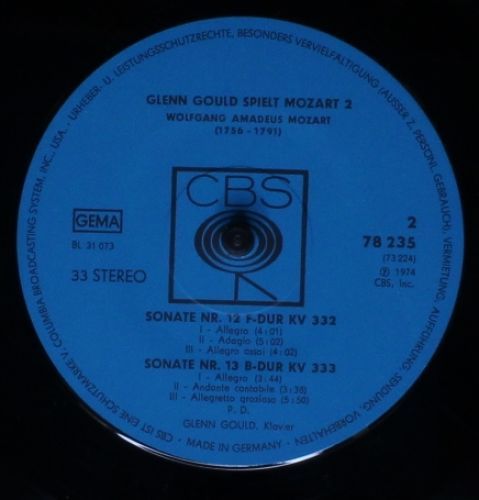 GLENN GOULD SPIELT MOZART 2
WOLFGANG AMADEUS MOZART
(1756 - 1791)
CBS
GEMA
BL 31 073
33 STEREO
2
78 235
(73 224)
Ⓟ 1974
CBS, Inc.
SONATE NR. 12 F-DUR KV 332
I - Allegro (4:01)
II - Adagio (5:02)
III - Allegro assai (4:02)
SONATE NR. 13 B-DUR KV 333
I - Allegro (3:44)
II - Andante cantabile (3:38)
III - Allegretto grazioso (5:50)
P. D.
GLENN GOULD, Klavier
CBS IST EINE SCHUTZMARKE V. COLUMBIA BROADCASTING SYSTEM, INC., USA. · URHEBER- U. LEISTUNGSSCHUTZRECHTE, BESONDERS VERVIELFÄLTIGUNG (AUSSER Z. PERSÖNL. GEBRAUCH), VERMIETUNG, AUFFÜHRUNG, SENDUNG, VORBEHALTEN
· MADE IN GERMANY ·